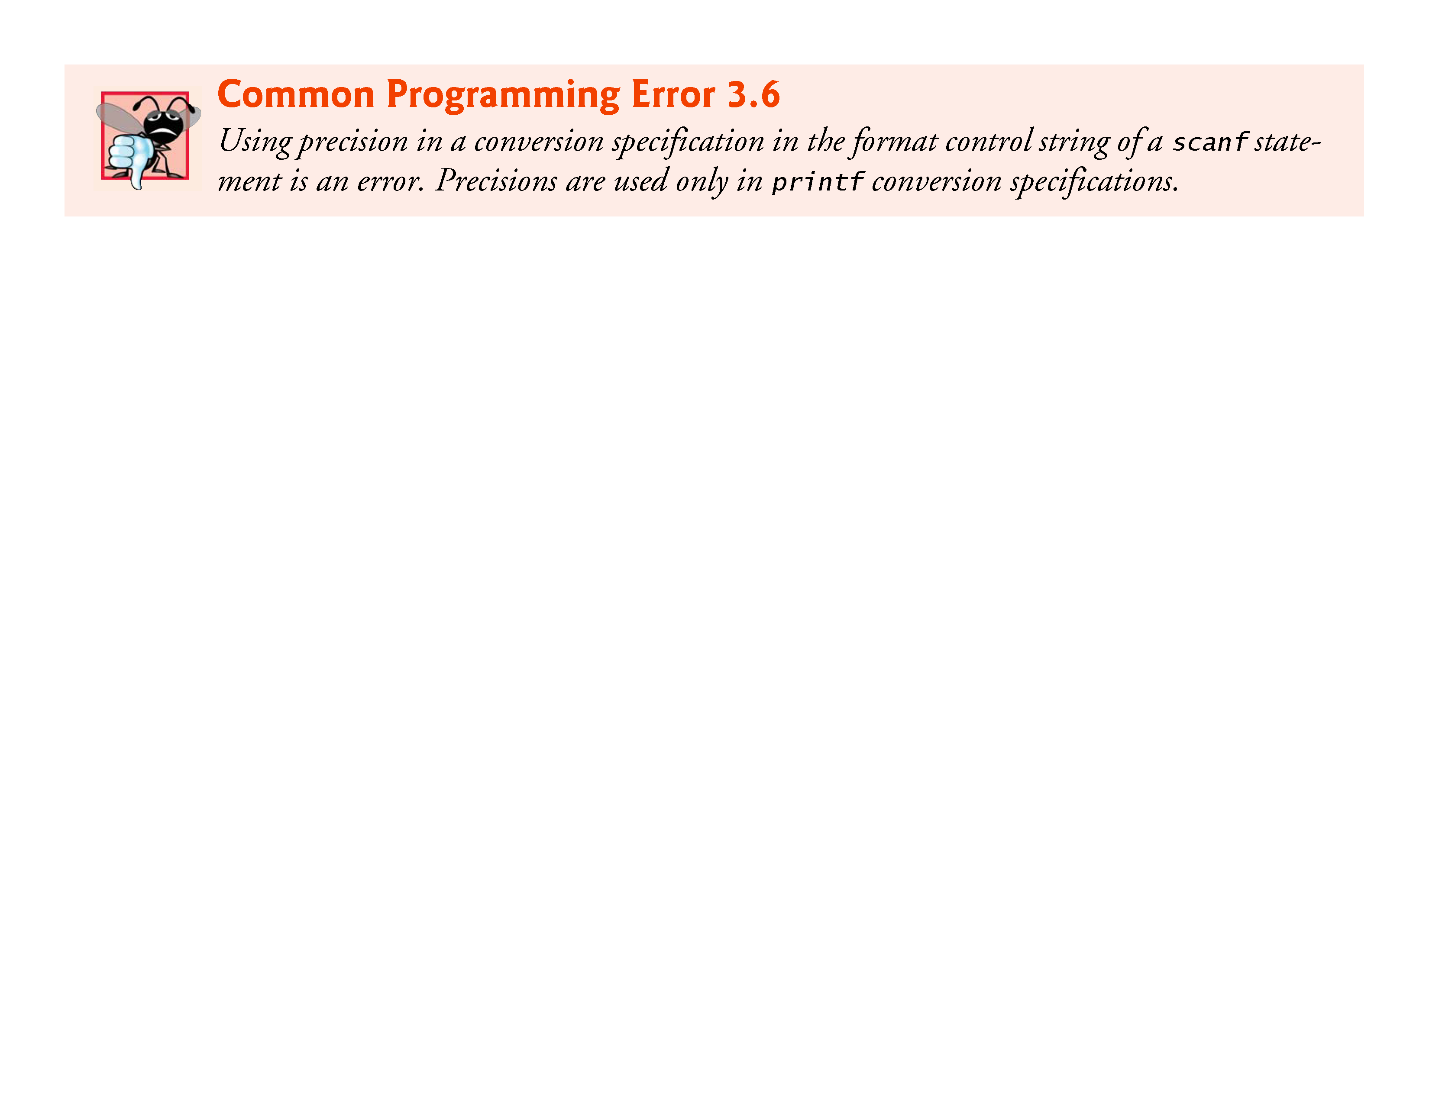 Common Programming Error 3.6
Using precision in a conversion specification in the format control string of a scanf state-
ment is an error. Precisions are used only in printf conversion specifications.